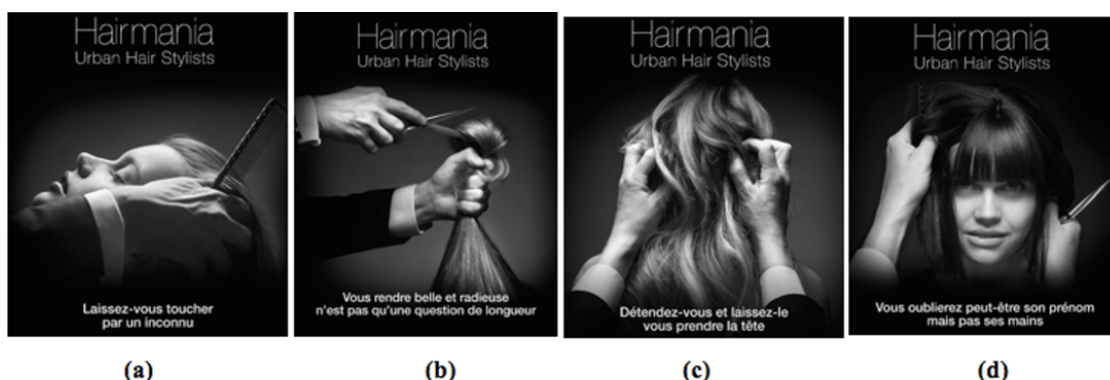 Hairmania
Urban Hair Stylists
Laissez-vous toucher
par un inconnu
(a)
Hairmania
Urban Hair Stylists
Vous rendre belle et radieuse
n'est pas qu'une question de longueur
(b)
Hairmania
Urban Hair Stylists
Détendez-vous et laissez-le
vous prendre la tête
(c)
Hairmania
Urban Hair Stylists
Vous oublierez peut-être son prénom
mais pas ses mains
(d)